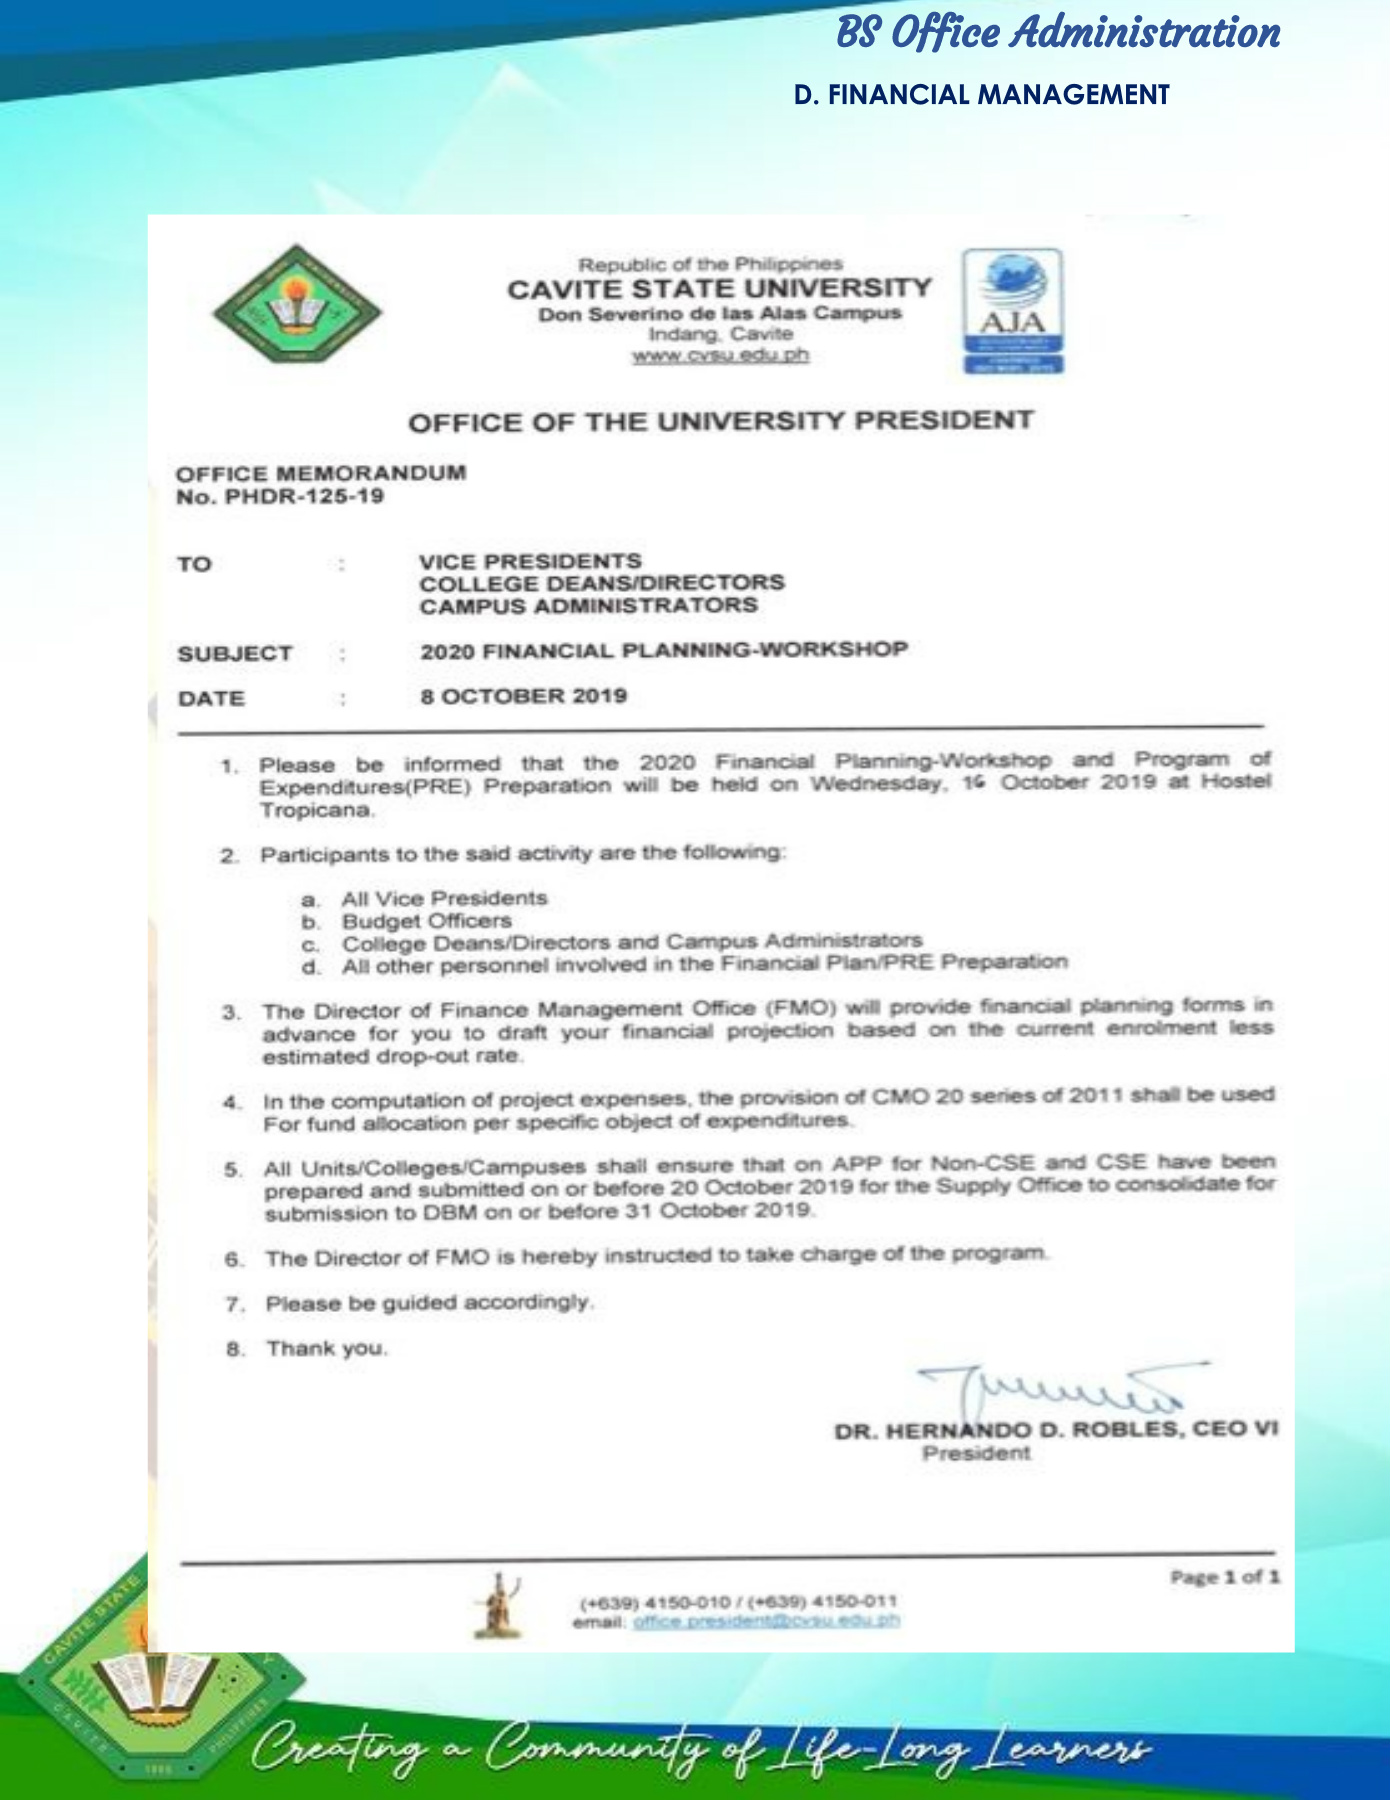 BS Office Administration
D. FINANCIAL MANAGEMENT
Republic of the Philippines
CAVITE STATE UNIVERSITY
Don Severino de las Alas Campus
Indang, Cavite
www.cvsu.edu.ph
AJA
OFFICE OF THE UNIVERSITY PRESIDENT
OFFICE MEMORANDUM
No. PHDR-125-19
TO : VICE PRESIDENTS
COLLEGE DEANS/DIRECTORS
CAMPUS ADMINISTRATORS
SUBJECT : 2020 FINANCIAL PLANNING-WORKSHOP
DATE : 8 OCTOBER 2019
1. Please be informed that the 2020 Financial Planning-Workshop and Program of
Expenditures(PRE) Preparation will be held on Wednesday, 16 October 2019 at Hostel
Tropicana.
2. Participants to the said activity are the following:
a. All Vice Presidents
b. Budget Officers
c. College Deans/Directors and Campus Administrators
d. All other personnel involved in the Financial Plan/PRE Preparation
3. The Director of Finance Management Office (FMO) will provide financial planning forms in
advance for you to draft your financial projection based on the current enrolment less
estimated drop-out rate.
4. In the computation of project expenses, the provision of CMO 20 series of 2011 shall be used
For fund allocation per specific object of expenditures.
5. All Units/Colleges/Campuses shall ensure that on APP for Non-CSE and CSE have been
prepared and submitted on or before 20 October 2019 for the Supply Office to consolidate for
submission to DBM on or before 31 October 2019.
6. The Director of FMO is hereby instructed to take charge of the program.
7. Please be guided accordingly.
8. Thank you.
DR. HERNANDO D. ROBLES, CEO VI
President
Page 1 of 1
(+639) 4150-010 / (+639) 4150-011
email: office.president@cvsu.edu.ph
CAVITE STATE
CAVITE
PHILIPPINES
1906
Creating a Community of Life-Long Learners